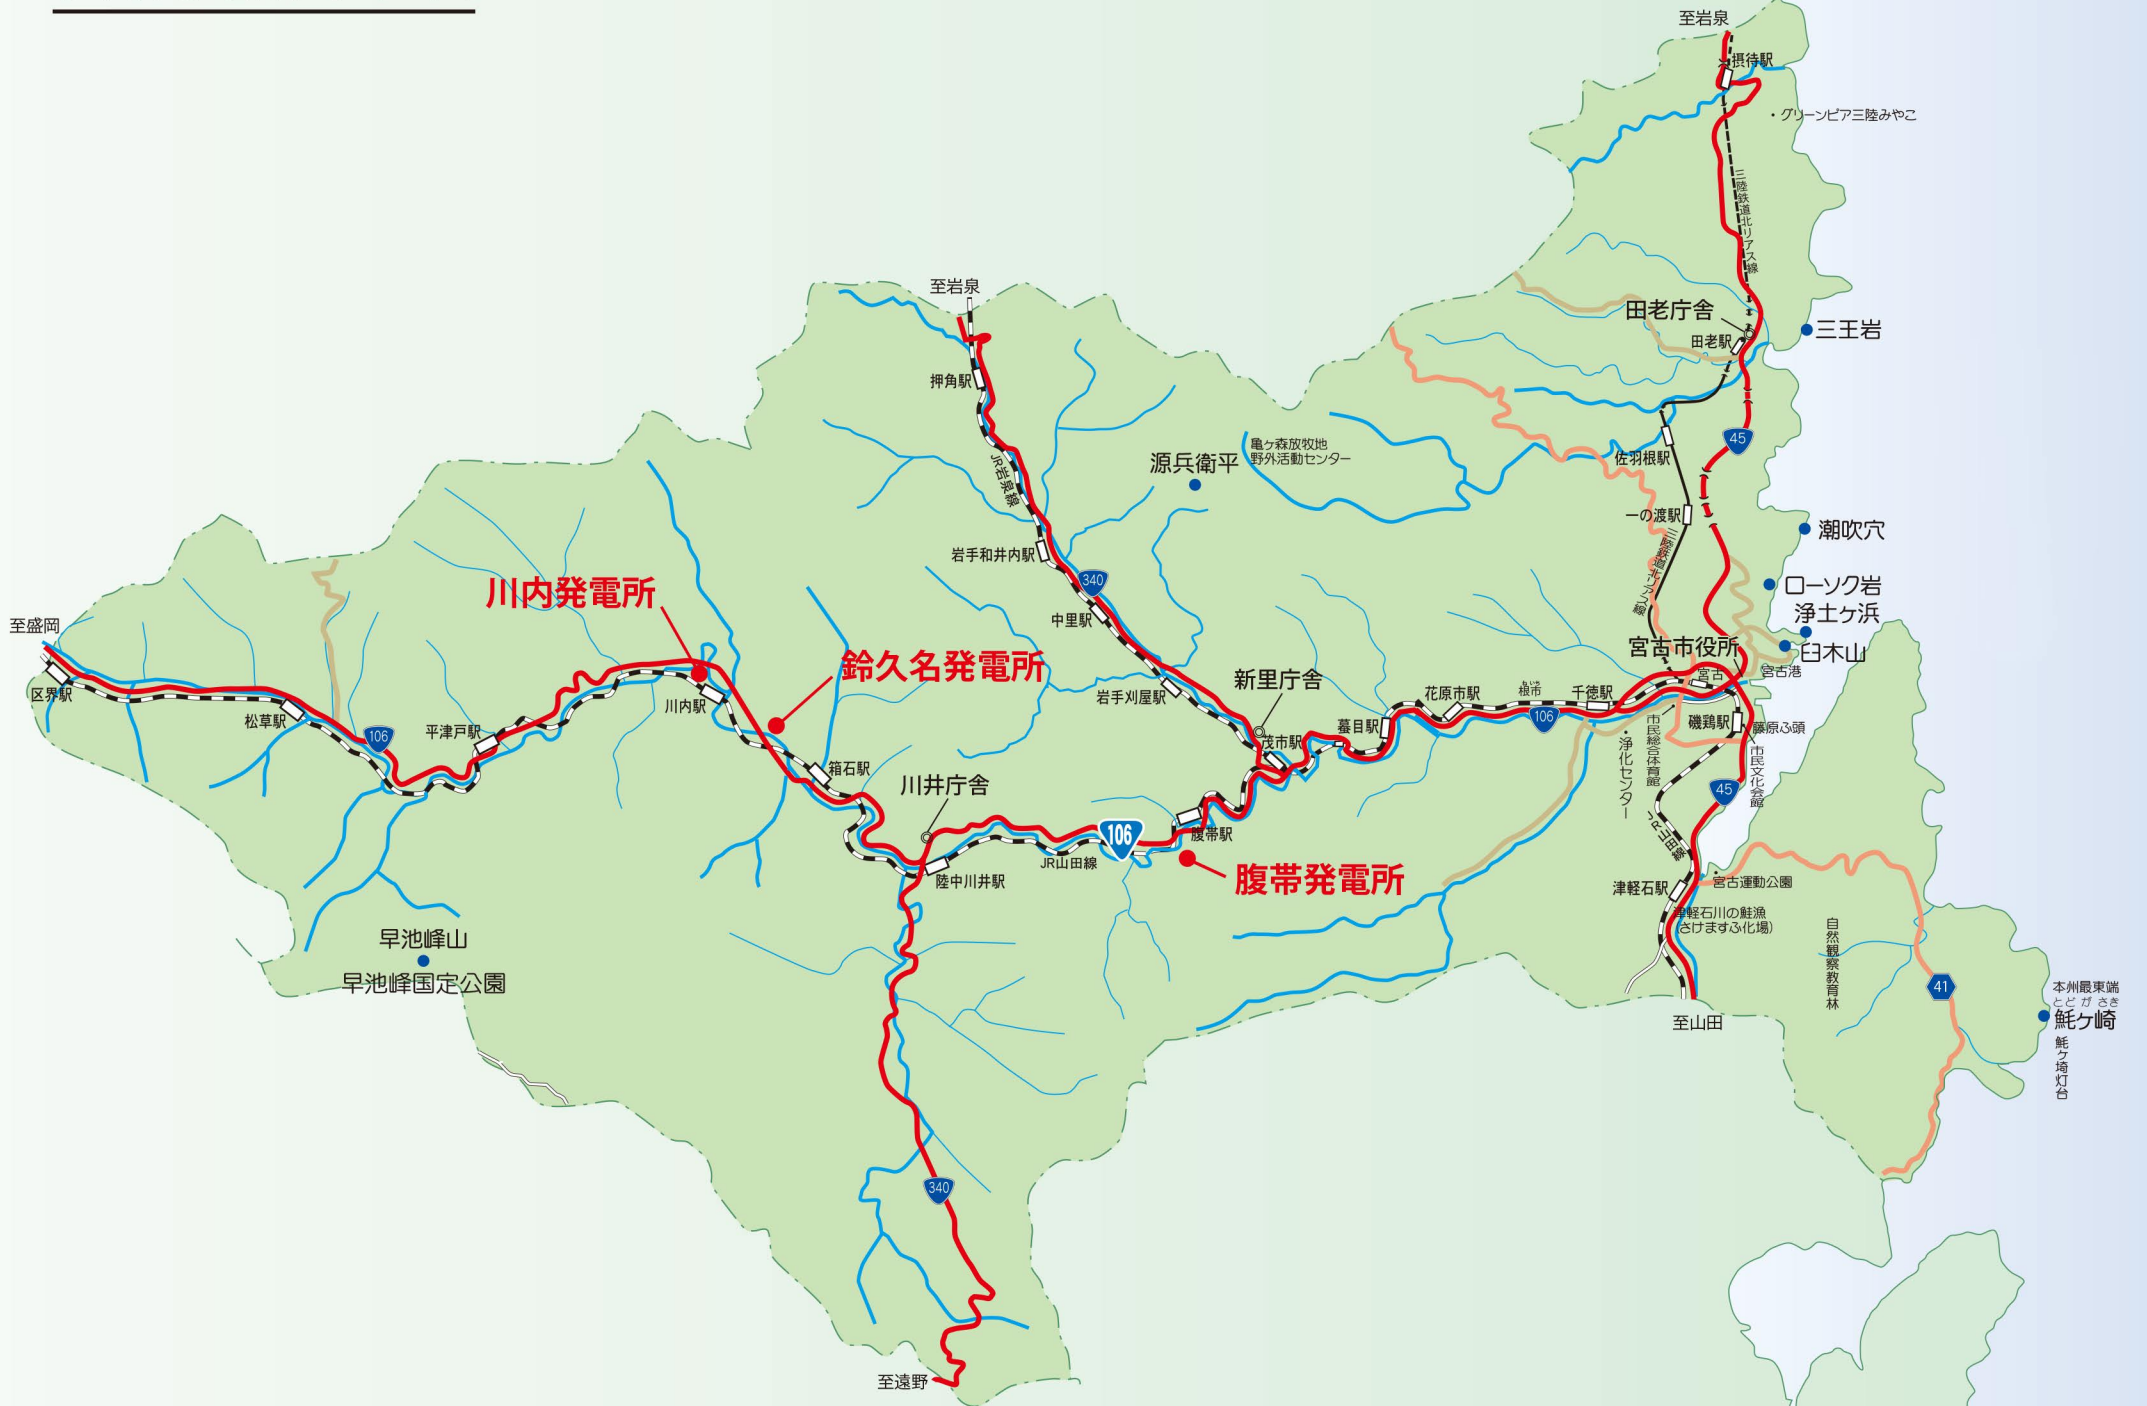 至岩泉
摂待駅
・グリーンピア三陸みやこ
三陸鉄道北リアス線
至岩泉
田老庁舎
三王岩
田老駅
押角駅
45
亀ヶ森放牧地
野外活動センター
源兵衛平
佐羽根駅
JR岩泉線
一の渡駅
潮吹穴
岩手和井内駅
三陸鉄道北リアス線
340
ローソク岩
川内発電所
浄土ヶ浜
中里駅
至盛岡
宮古市役所
臼木山
鈴久名発電所
宮古
宮古港
新里庁舎
区界駅
川内駅
岩手刈屋駅
花原市駅
根市
千徳駅
松草駅
106
平津戸駅
蟇目駅
106
磯鶏駅
藤原ふ頭
茂市駅
市民総合体育館
・浄化センター
市民文化会館
箱石駅
川井庁舎
45
106
腹帯駅
JR山田線
JR山田線
陸中川井駅
腹帯発電所
津軽石駅
宮古運動公園
津軽石川の鮭漁
さけますふ化場)
自然観察教育林
早池峰山
早池峰国定公園
41
本州最東端
とどがさき
魹ヶ崎
魹ヶ埼灯台
至山田
340
至遠野